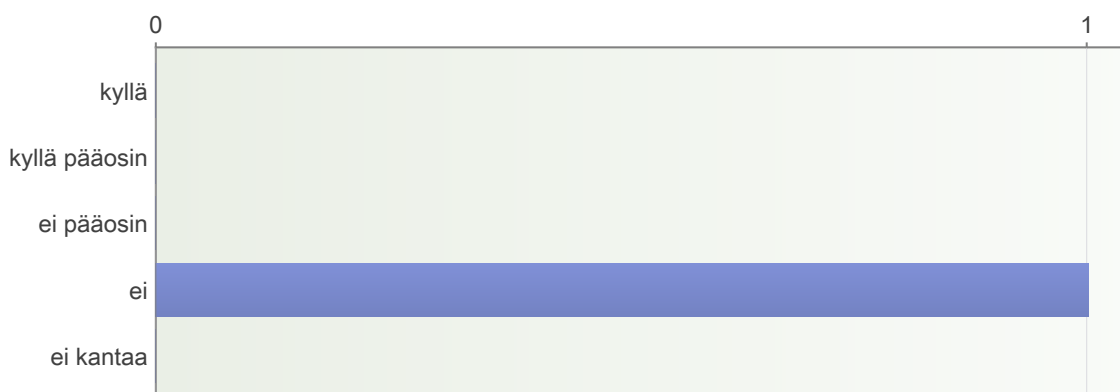 0 1
kyllä
kyllä pääosin
ei pääosin
ei
ei kantaa